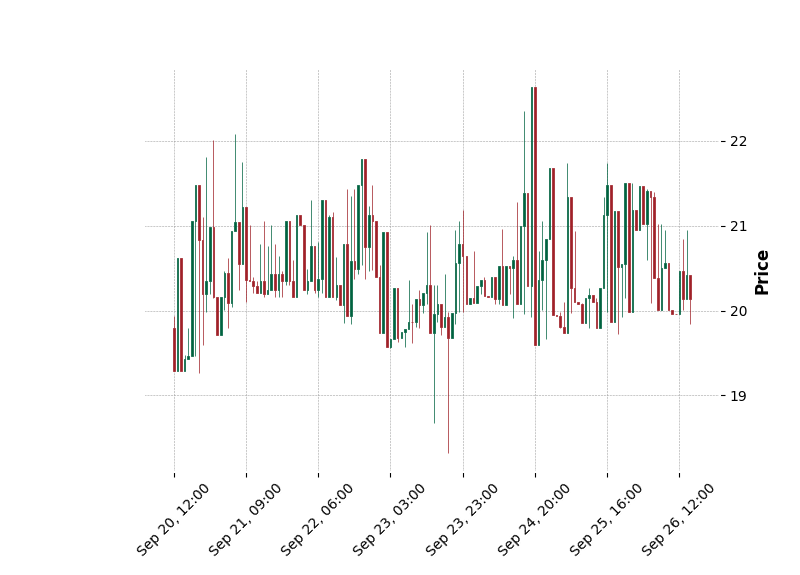 22
21
20
19
Price
Sep 20, 12:00
Sep 21, 09:00
Sep 22, 06:00
Sep 23, 03:00
Sep 23, 23:00
Sep 24, 20:00
Sep 25, 16:00
Sep 26, 12:00